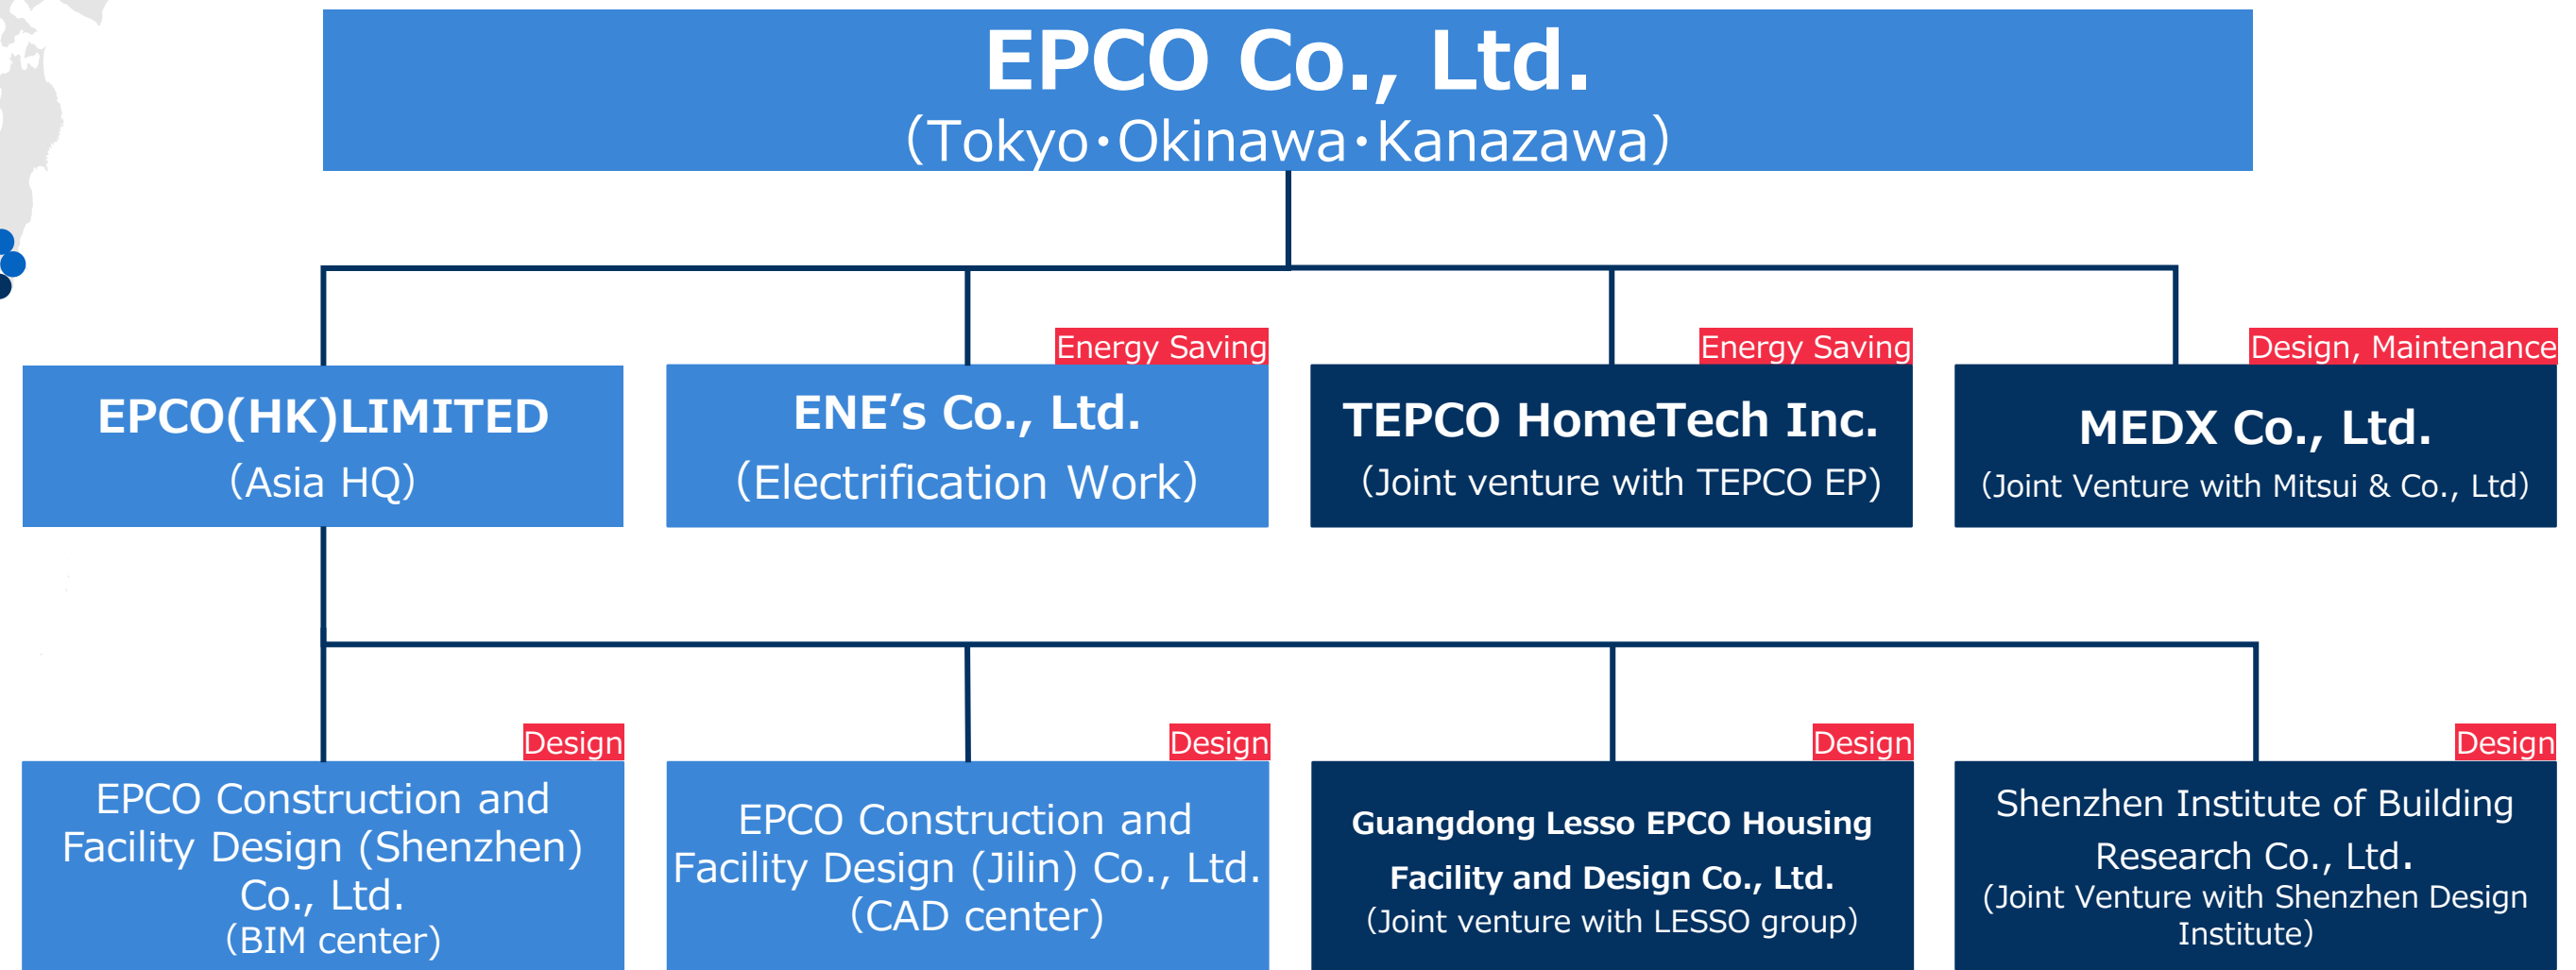 EPCO Co., Ltd.
（Tokyo・Okinawa・Kanazawa）
Energy Saving
Energy Saving
Design, Maintenance
EPCO(HK)LIMITED
（Asia HQ）
ENE’s Co., Ltd.
（Electrification Work）
TEPCO HomeTech Inc.
（Joint venture with TEPCO EP)
MEDX Co., Ltd.
（Joint Venture with Mitsui & Co., Ltd）
Design
Design
Design
Design
EPCO Construction and
Facility Design (Shenzhen)
Co., Ltd.
（BIM center）
EPCO Construction and
Facility Design (Jilin) Co., Ltd.
（CAD center）
Guangdong Lesso EPCO Housing
Facility and Design Co., Ltd.
（Joint venture with LESSO group）
Shenzhen Institute of Building
Research Co., Ltd.
（Joint Venture with Shenzhen Design
Institute）